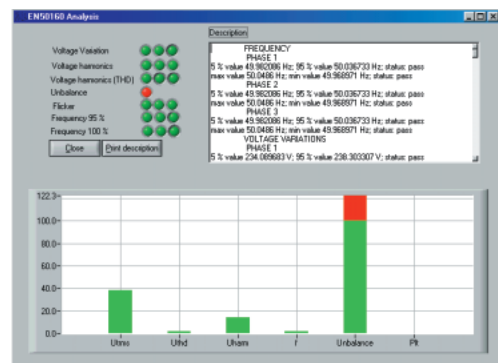 EN50160 Analysis
Description
Voltage Variation
Voltage harmonics
Voltage harmonics (THD)
Unbalance
Flicker
Frequency 95 %
Frequency 100 %
Close
Print description
FREQUENCY
PHASE 1
5 % value 49.982086 Hz; 95 % value 50.036733 Hz; status: pass
max value 50.0486 Hz; min value 49.968971 Hz; status: pass
PHASE 2
5 % value 49.982086 Hz; 95 % value 50.036733 Hz; status: pass
max value 50.0486 Hz; min value 49.968971 Hz; status: pass
PHASE 3
5 % value 49.982086 Hz; 95 % value 50.036733 Hz; status: pass
max value 50.0486 Hz; min value 49.968971 Hz; status: pass
VOLTAGE VARIATIONS
PHASE 1
5 % value 234.089683 V; 95 % value 238.303307 V; status: pass
122.3
100.0
80.0
60.0
40.0
20.0
0.0
Utrms
Uthd
Uharm
f
Unbalance
Plt